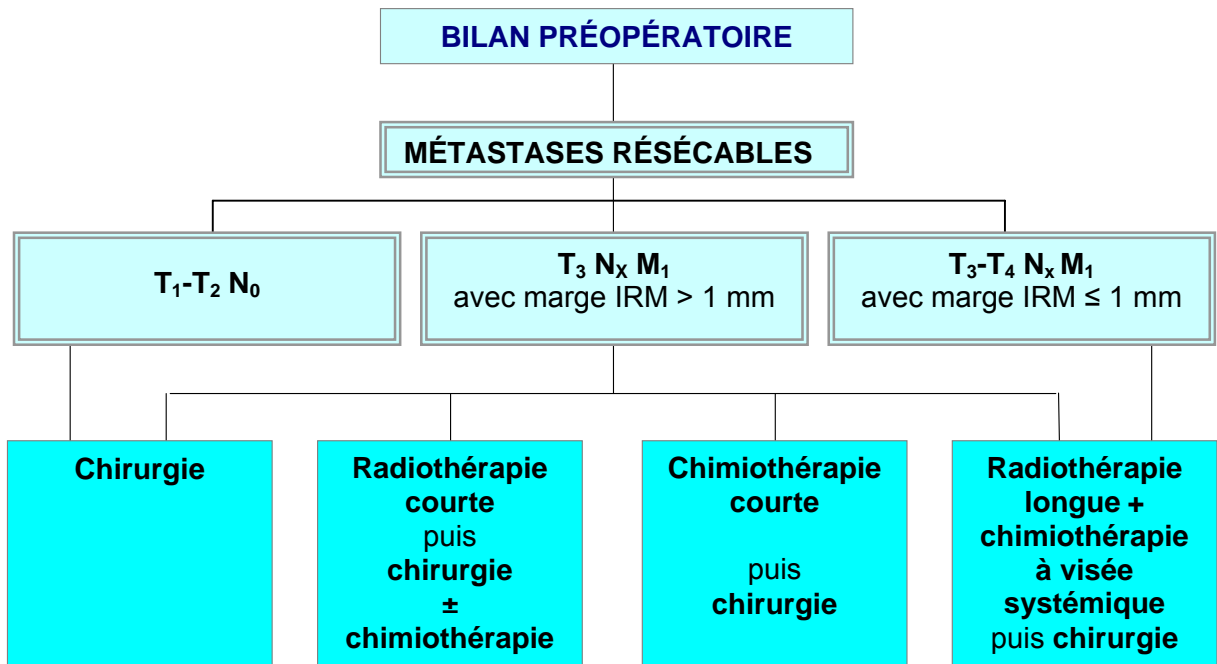 BILAN PRÉOPÉRATOIRE
MÉTASTASES RÉSÉCABLES
T₁-T₂ N₀
T₃ Nₓ M₁
avec marge IRM > 1 mm
T₃-T₄ Nₓ M₁
avec marge IRM ≤ 1 mm
Chirurgie
Radiothérapie
courte
puis
chirurgie
±
chimiothérapie
Chimiothérapie
courte
puis
chirurgie
Radiothérapie
longue +
chimiothérapie
à visée
systémique
puis chirurgie